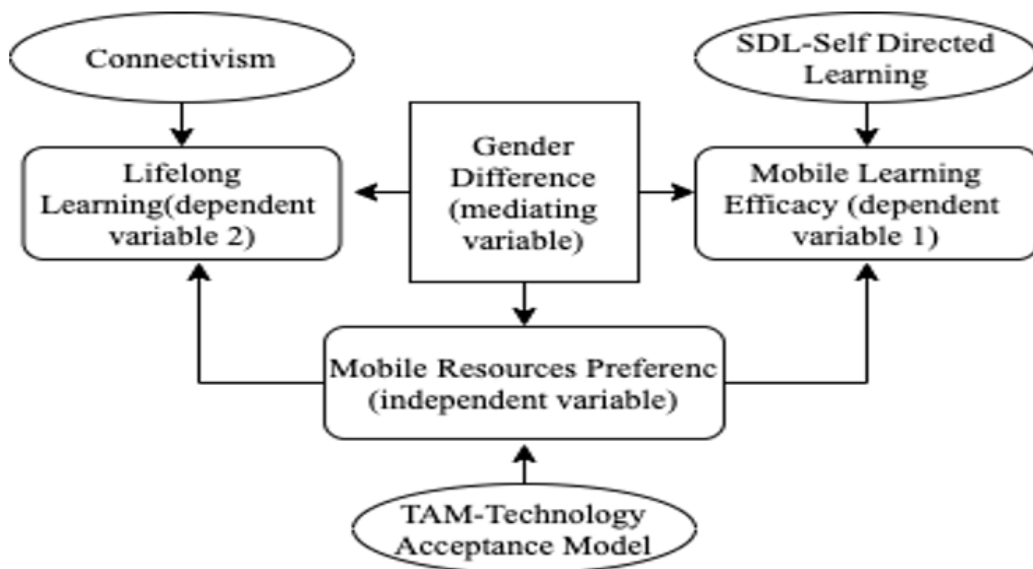 Connectivism
SDL-Self Directed
Learning
Gender
Difference
(mediating
variable)
Lifelong
Learning(dependent
variable 2)
Mobile Learning
Efficacy (dependent
variable 1)
Mobile Resources Preferenc
(independent variable)
TAM-Technology
Acceptance Model